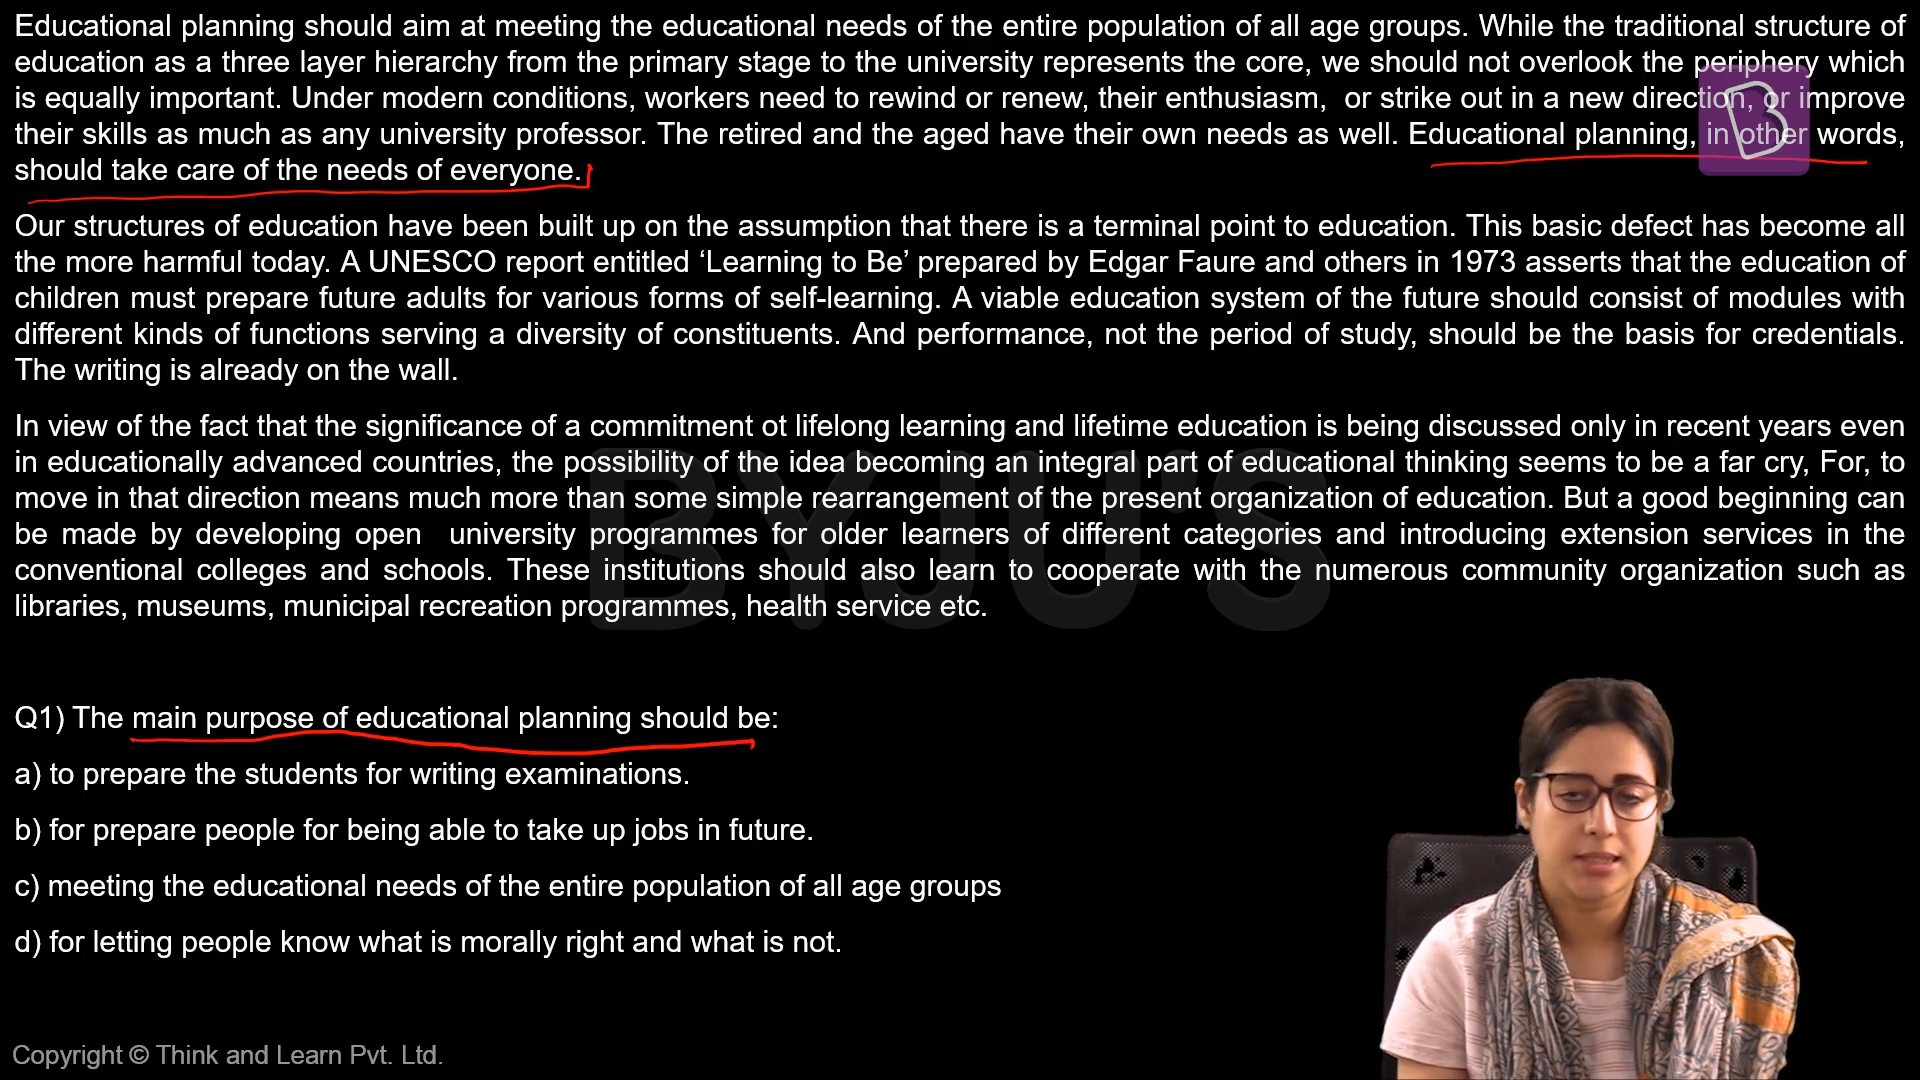 Educational planning should aim at meeting the educational needs of the entire population of all age groups. While the traditional structure of
education as a three layer hierarchy from the primary stage to the university represents the core, we should not overlook the periphery which
is equally important. Under modern conditions, workers need to rewind or renew, their enthusiasm, or strike out in a new direction, or improve
their skills as much as any university professor. The retired and the aged have their own needs as well. Educational planning, in other words,
should take care of the needs of everyone.
Our structures of education have been built up on the assumption that there is a terminal point to education. This basic defect has become all
the more harmful today. A UNESCO report entitled ‘Learning to Be’ prepared by Edgar Faure and others in 1973 asserts that the education of
children must prepare future adults for various forms of self-learning. A viable education system of the future should consist of modules with
different kinds of functions serving a diversity of constituents. And performance, not the period of study, should be the basis for credentials.
The writing is already on the wall.
In view of the fact that the significance of a commitment ot lifelong learning and lifetime education is being discussed only in recent years even
in educationally advanced countries, the possibility of the idea becoming an integral part of educational thinking seems to be a far cry, For, to
move in that direction means much more than some simple rearrangement of the present organization of education. But a good beginning can
be made by developing open university programmes for older learners of different categories and introducing extension services in the
conventional colleges and schools. These institutions should also learn to cooperate with the numerous community organization such as
libraries, museums, municipal recreation programmes, health service etc.
BYJU'S
Q1) The main purpose of educational planning should be:
a) to prepare the students for writing examinations.
b) for prepare people for being able to take up jobs in future.
c) meeting the educational needs of the entire population of all age groups
d) for letting people know what is morally right and what is not.
Copyright © Think and Learn Pvt. Ltd.